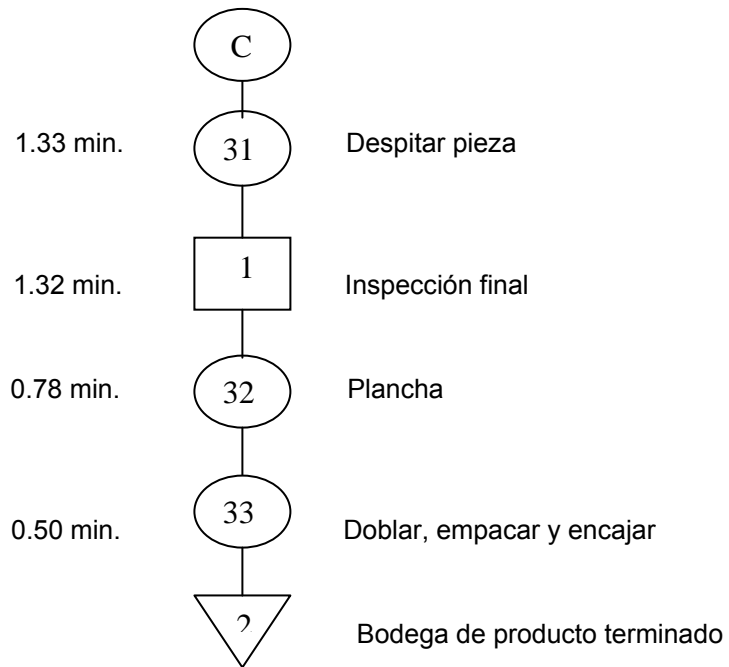 C
1.33 min. 31 Despitar pieza
1.32 min. 1 Inspección final
0.78 min. 32 Plancha
0.50 min. 33 Doblar, empacar y encajar
2 Bodega de producto terminado